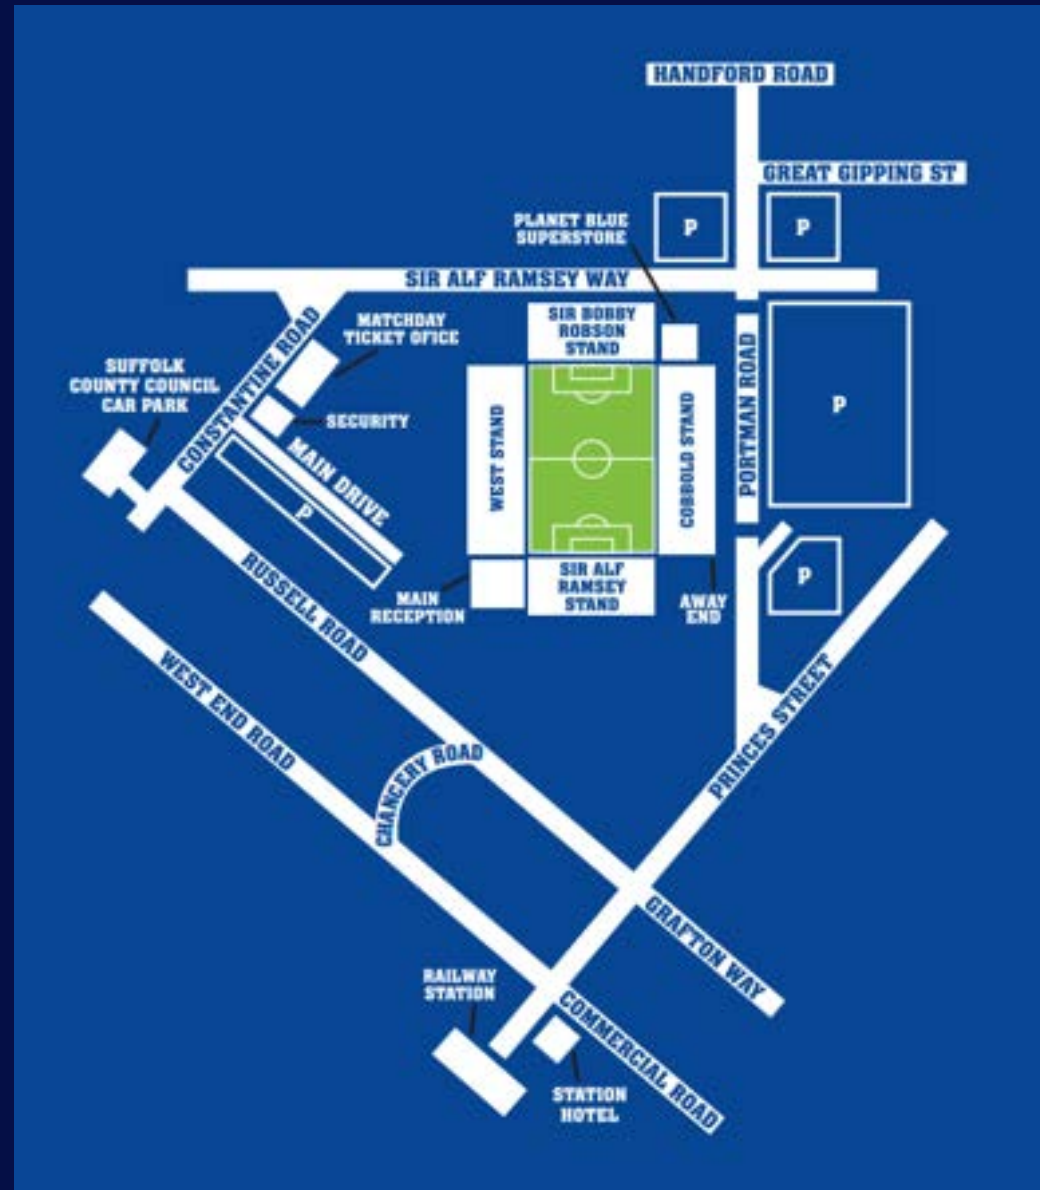 HANDFORD ROAD
GREAT GIPPING ST
P
P
PLANET BLUE
SUPERSTORE
SIR ALF RAMSEY WAY
SIR BOBBY
ROBSON
STAND
MATCHDAY
TICKET OFICE
CONSTANTINE ROAD
SUFFOLK
COUNTY COUNCIL
CAR PARK
SECURITY
MAIN DRIVE
P
WEST STAND
COBBOLD STAND
PORTMAN ROAD
P
SIR ALF
RAMSEY
STAND
MAIN
RECEPTION
AWAY
END
P
RUSSELL ROAD
WEST END ROAD
CHANCERY ROAD
PRINCES STREET
GRAFTON WAY
RAILWAY
STATION
COMMERCIAL ROAD
STATION
HOTEL